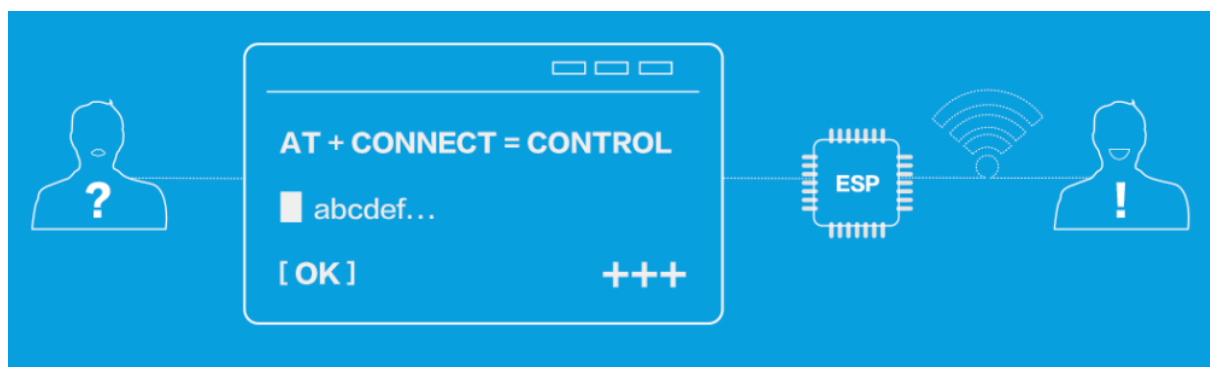 ?
AT + CONNECT = CONTROL
abcdef...
[ OK ] +++
ESP
!